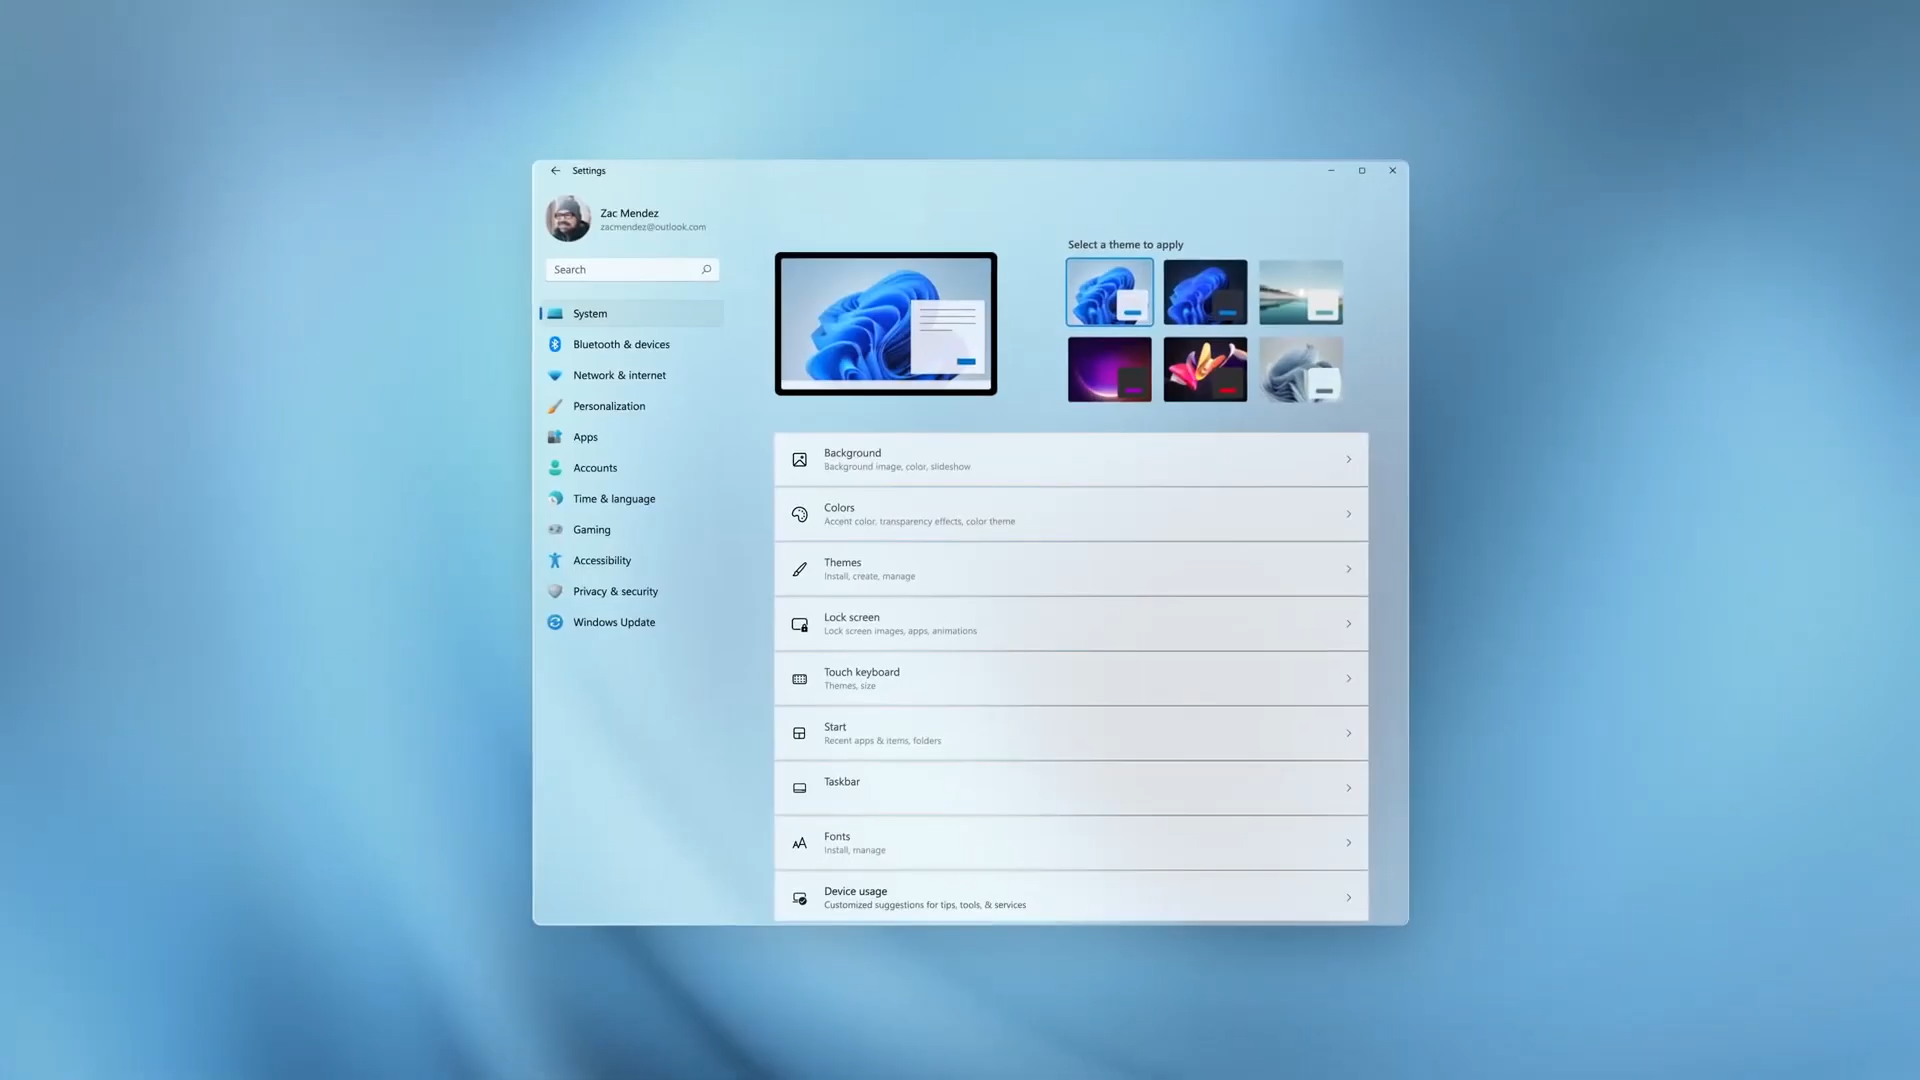 Settings
Zac Mendez
zacmendez@outlook.com
Search
System
Bluetooth & devices
Network & internet
Personalization
Apps
Accounts
Time & language
Gaming
Accessibility
Privacy & security
Windows Update
Select a theme to apply
Background
Background image, color, slideshow
Colors
Accent color, transparency effects, color theme
Themes
Install, create, manage
Lock screen
Lock screen images, apps, animations
Touch keyboard
Themes, size
Start
Recent apps & items, folders
Taskbar
Fonts
Install, manage
Device usage
Customized suggestions for tips, tools, & services